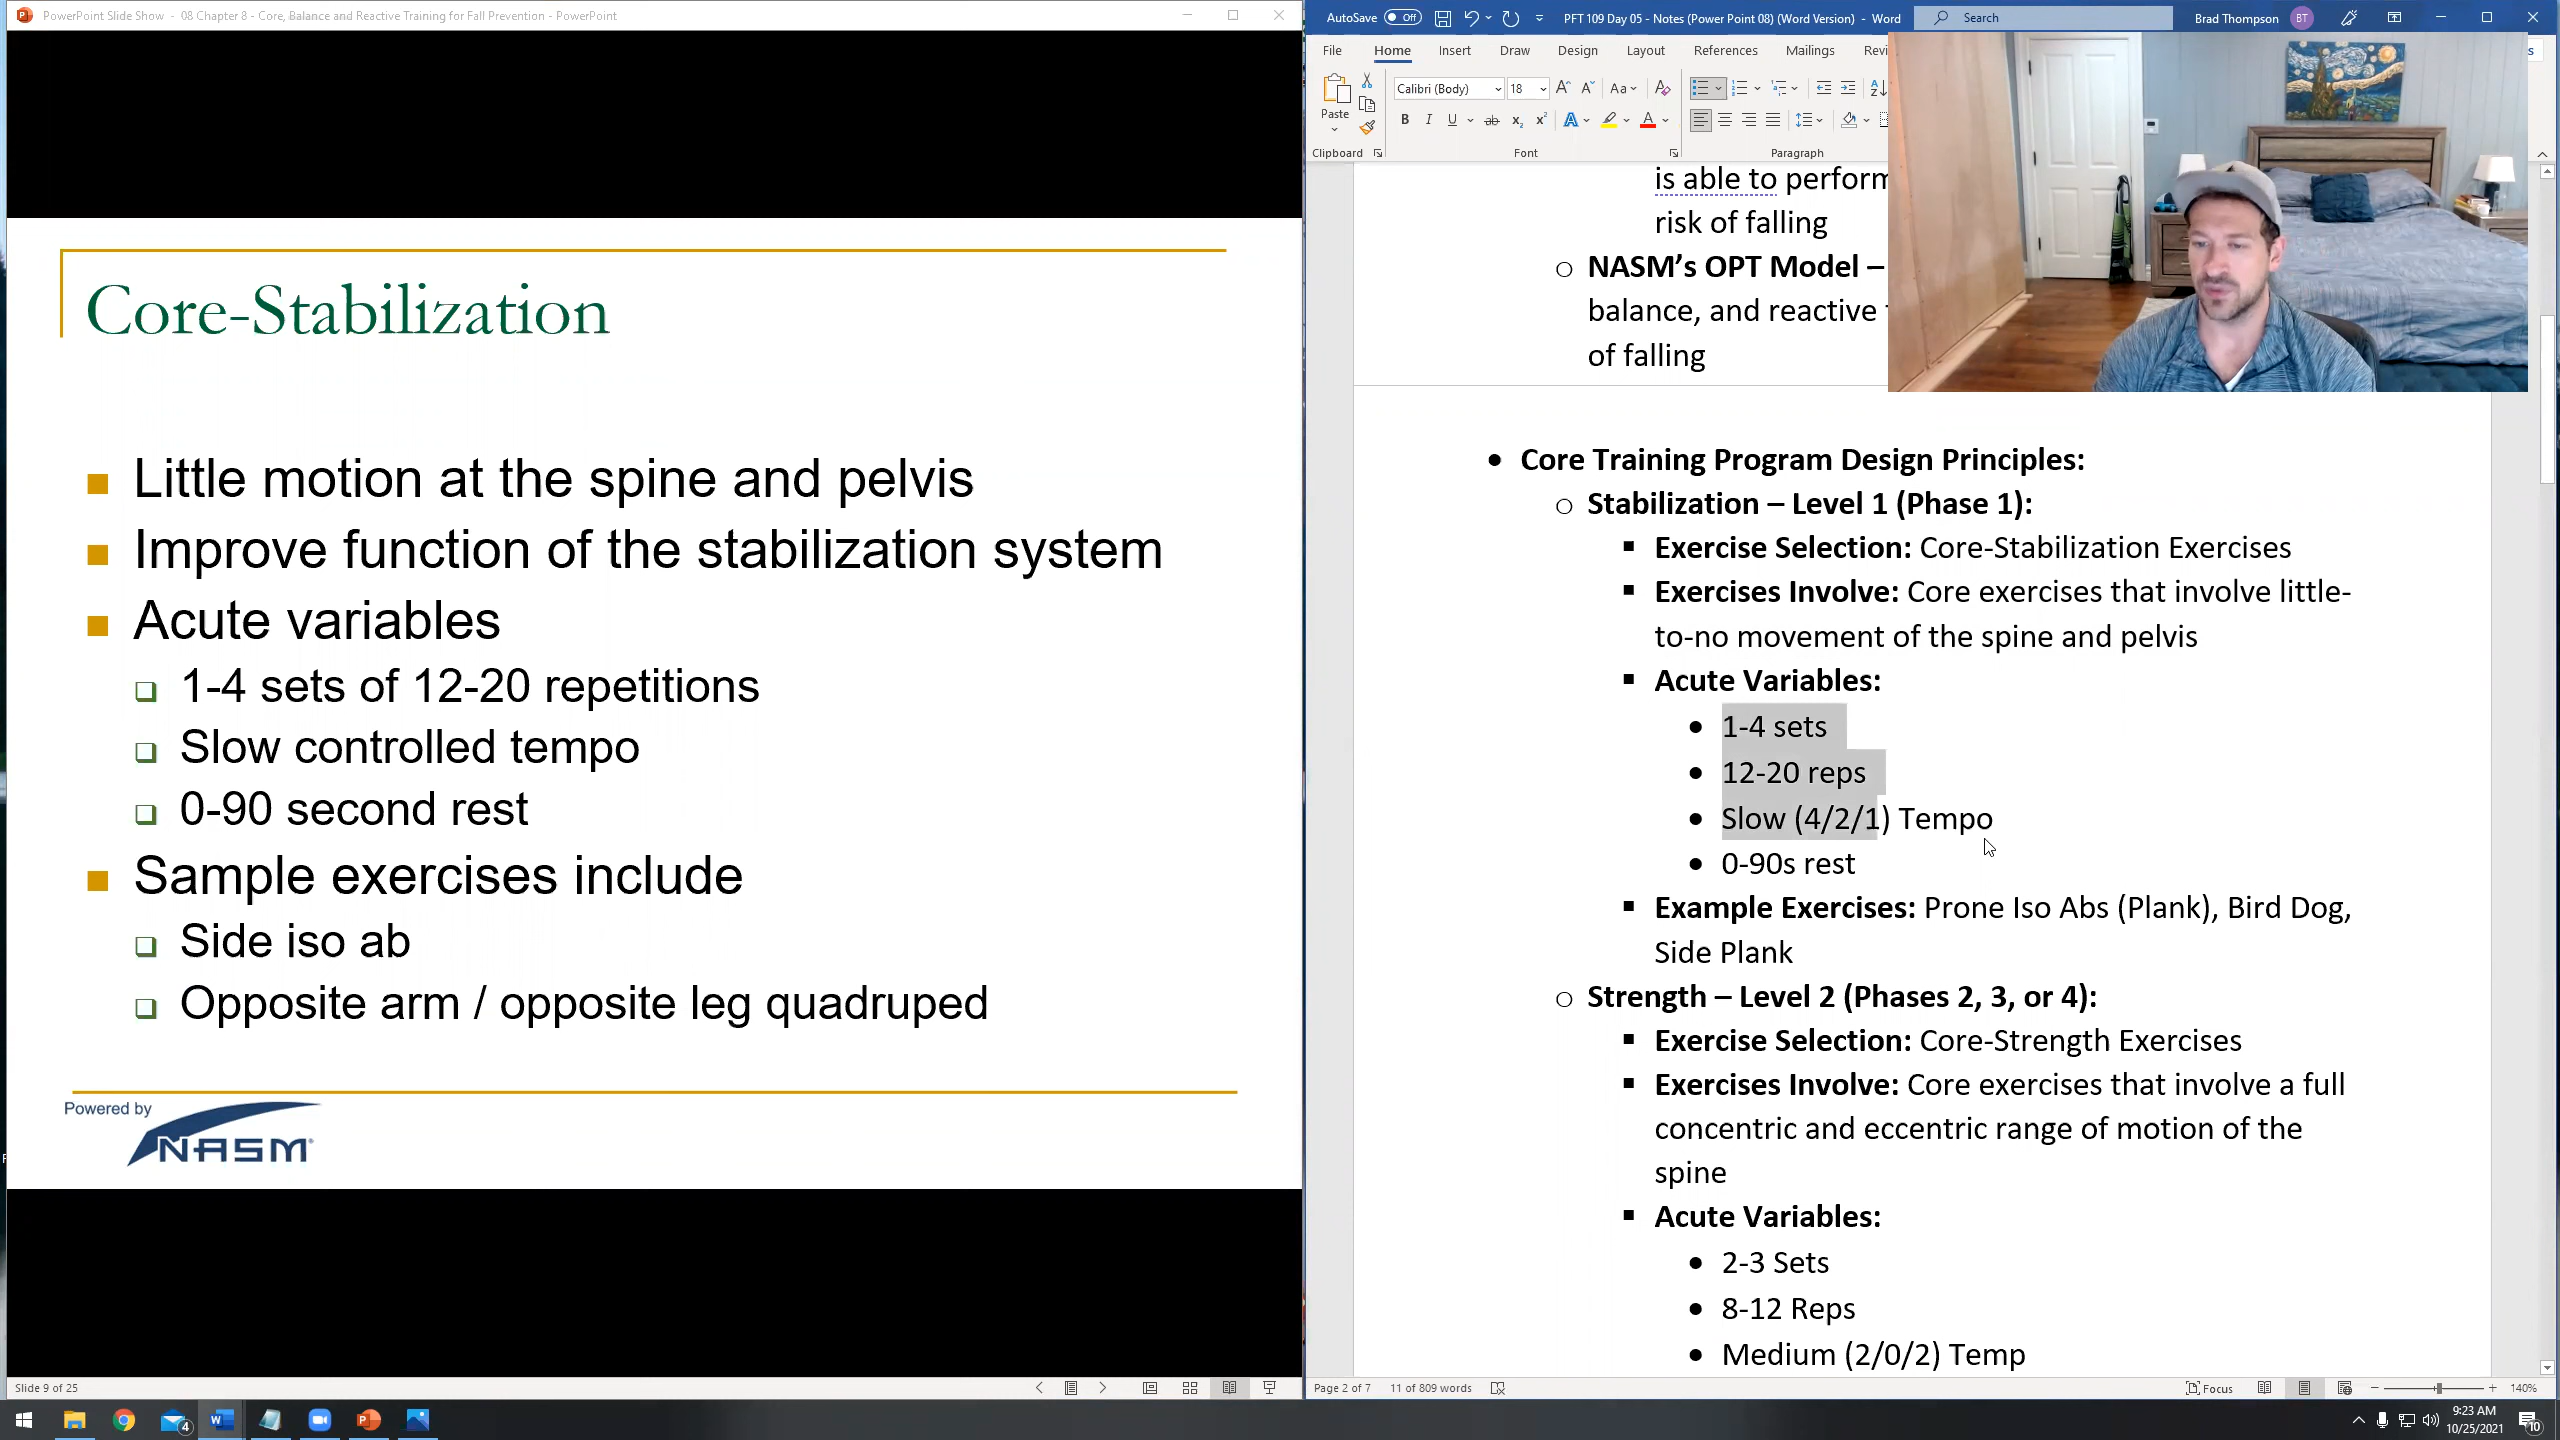 PowerPoint Slide Show - 08 Chapter 8 - Core, Balance and Reactive Training for Fall Prevention - PowerPoint
Core-Stabilization
Little motion at the spine and pelvis
Improve function of the stabilization system
Acute variables
1-4 sets of 12-20 repetitions
Slow controlled tempo
0-90 second rest
Sample exercises include
Side iso ab
Opposite arm / opposite leg quadruped
Powered by
NASM
Slide 9 of 25
AutoSave Off
PFT 109 Day 05 - Notes (Power Point 08) (Word Version) - Word
Search
Brad Thompson BT
File Home Insert Draw Design Layout References Mailings Revi
Calibri (Body) 18
Paste
Clipboard Font Paragraph
is able to perform
risk of falling
NASM's OPT Model –
balance, and reactive
of falling
Core Training Program Design Principles:
Stabilization – Level 1 (Phase 1):
Exercise Selection: Core-Stabilization Exercises
Exercises Involve: Core exercises that involve little-
to-no movement of the spine and pelvis
Acute Variables:
1-4 sets
12-20 reps
Slow (4/2/1) Tempo
0-90s rest
Example Exercises: Prone Iso Abs (Plank), Bird Dog,
Side Plank
Strength – Level 2 (Phases 2, 3, or 4):
Exercise Selection: Core-Strength Exercises
Exercises Involve: Core exercises that involve a full
concentric and eccentric range of motion of the
spine
Acute Variables:
2-3 Sets
8-12 Reps
Medium (2/0/2) Temp
Page 2 of 7 11 of 809 words
Focus
140%
4
9:23 AM
10/25/2021
10